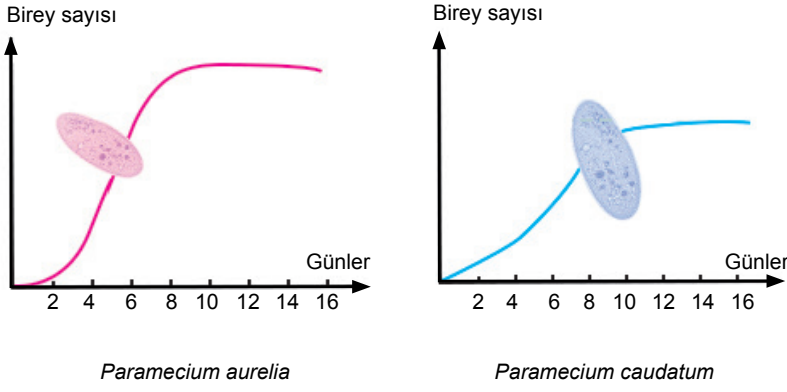 Birey sayısı
Günler
2 4 6 8 10 12 14 16
Paramecium aurelia
Birey sayısı
Günler
2 4 6 8 10 12 14 16
Paramecium caudatum